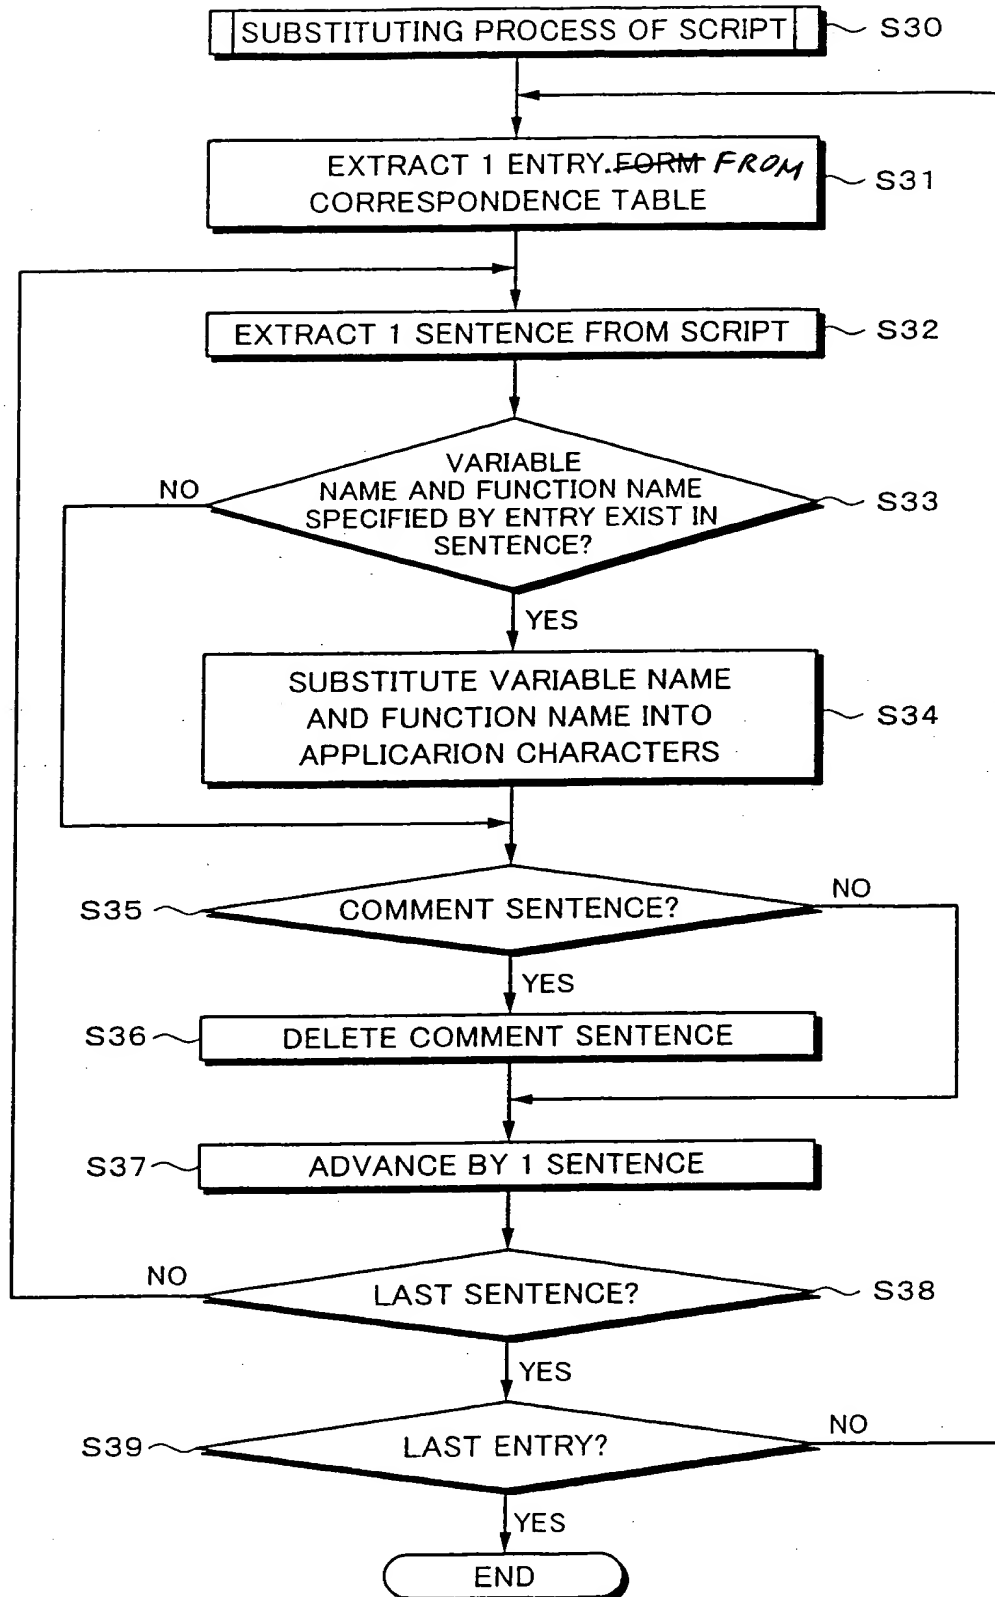 SUBSTITUTING PROCESS OF SCRIPT
S30
EXTRACT 1 ENTRY. FORM FROM
CORRESPONDENCE TABLE
S31
EXTRACT 1 SENTENCE FROM SCRIPT
S32
VARIABLE
NAME AND FUNCTION NAME
SPECIFIED BY ENTRY EXIST IN
SENTENCE?
S33
NO
YES
SUBSTITUTE VARIABLE NAME
AND FUNCTION NAME INTO
APPLICARION CHARACTERS
S34
S35
COMMENT SENTENCE?
NO
YES
S36
DELETE COMMENT SENTENCE
S37
ADVANCE BY 1 SENTENCE
NO
LAST SENTENCE?
S38
YES
S39
LAST ENTRY?
NO
YES
END